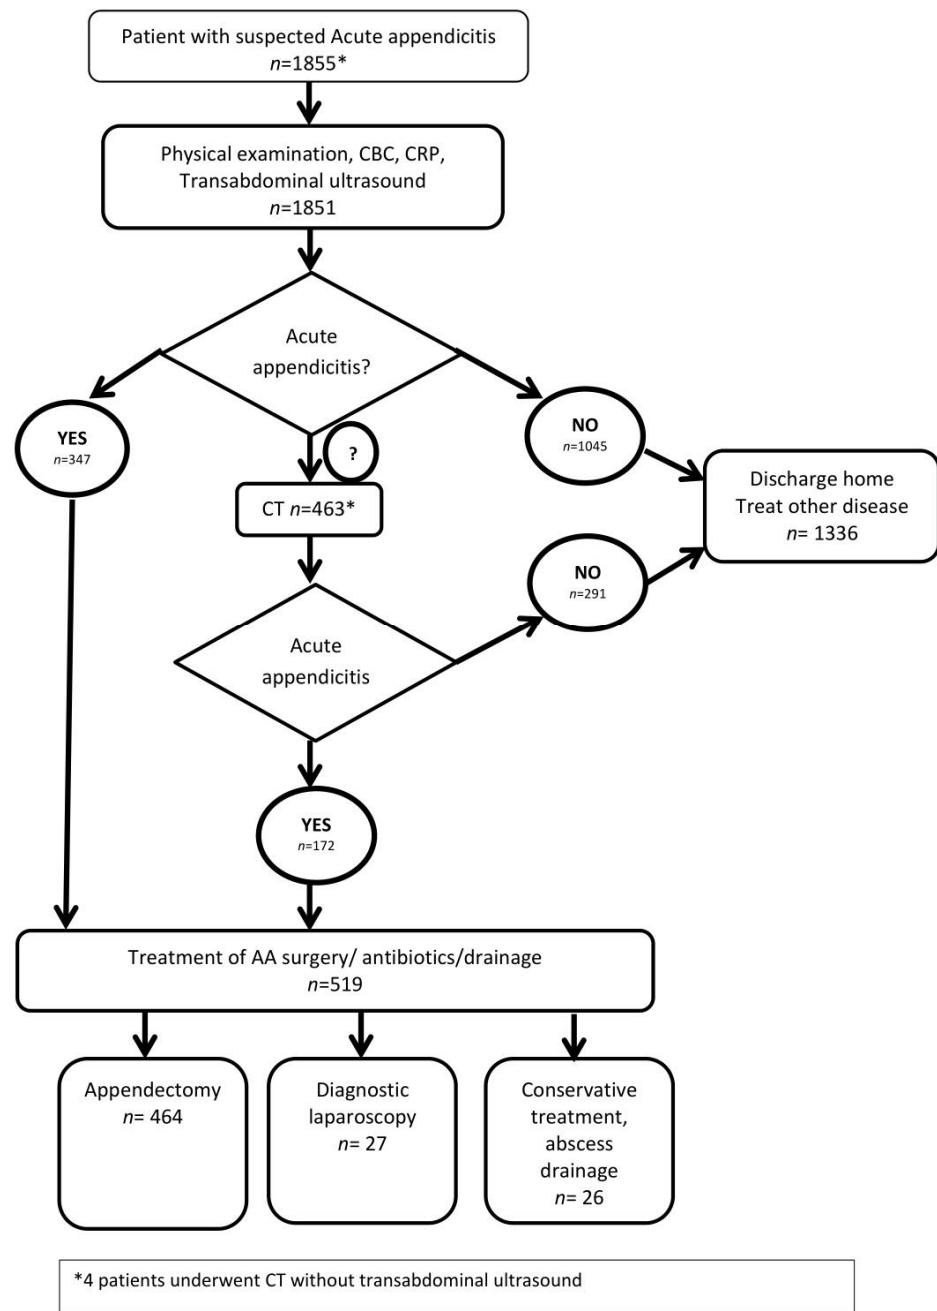 Patient with suspected Acute appendicitis
n=1855*
Physical examination, CBC, CRP,
Transabdominal ultrasound
n=1851
Acute
appendicitis?
YES
n=347
?
NO
n=1045
CT n=463*
Discharge home
Treat other disease
n= 1336
NO
n=291
Acute
appendicitis
YES
n=172
Treatment of AA surgery/ antibiotics/drainage
n=519
Appendectomy
n= 464
Diagnostic
laparoscopy
n= 27
Conservative
treatment,
abscess
drainage
n= 26
*4 patients underwent CT without transabdominal ultrasound